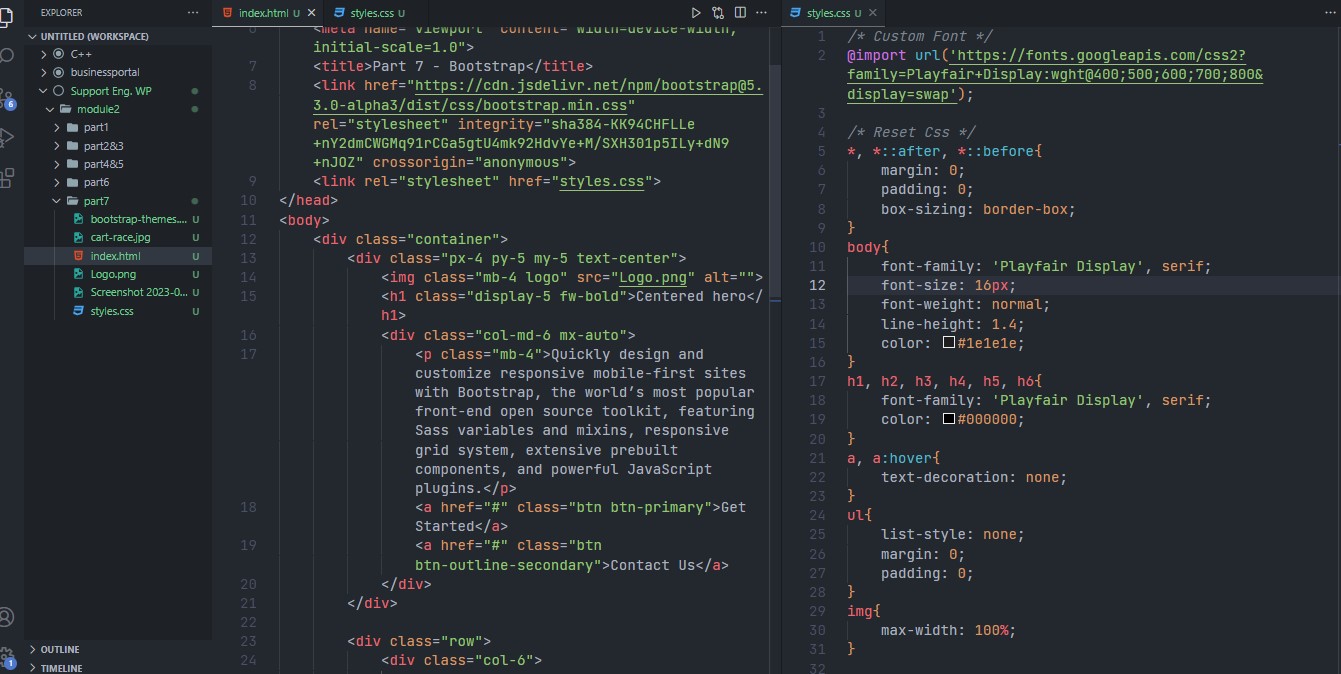 EXPLORER
···
UNTITLED (WORKSPACE)
C++
businessportal
Support Eng. WP
module2
part1
part2&3
part4&5
part6
part7
bootstrap-themes.... U
cart-race.jpg U
index.html U
Logo.png U
Screenshot 2023-0... U
styles.css U
OUTLINE
TIMELINE
6
1
index.html U
styles.css U
6 <meta name="viewport" content="width=device-width,
initial-scale=1.0">
7 <title>Part 7 - Bootstrap</title>
8 <link href="https://cdn.jsdelivr.net/npm/bootstrap@5.
3.0-alpha3/dist/css/bootstrap.min.css"
rel="stylesheet" integrity="sha384-KK94CHFLLe
+nY2dmCWGMq91rCGa5gtU4mk92HdvYe+M/SXH301p5ILy+dN9
+nJOZ" crossorigin="anonymous">
9 <link rel="stylesheet" href="styles.css">
10 </head>
11 <body>
12 <div class="container">
13 <div class="px-4 py-5 my-5 text-center">
14 <img class="mb-4 logo" src="Logo.png" alt="">
15 <h1 class="display-5 fw-bold">Centered hero</
h1>
16 <div class="col-md-6 mx-auto">
17 <p class="mb-4">Quickly design and
customize responsive mobile-first sites
with Bootstrap, the world’s most popular
front-end open source toolkit, featuring
Sass variables and mixins, responsive
grid system, extensive prebuilt
components, and powerful JavaScript
plugins.</p>
18 <a href="#" class="btn btn-primary">Get
Started</a>
19 <a href="#" class="btn
btn-outline-secondary">Contact Us</a>
20 </div>
21 </div>
22
23 <div class="row">
24 <div class="col-6">
styles.css U
1 /* Custom Font */
2 @import url('https://fonts.googleapis.com/css2?
family=Playfair+Display:wght@400;500;600;700;800&
display=swap');
3
4 /* Reset Css */
5 *, *::after, *::before{
6 margin: 0;
7 padding: 0;
8 box-sizing: border-box;
9 }
10 body{
11 font-family: 'Playfair Display', serif;
12 font-size: 16px;
13 font-weight: normal;
14 line-height: 1.4;
15 color: #1e1e1e;
16 }
17 h1, h2, h3, h4, h5, h6{
18 font-family: 'Playfair Display', serif;
19 color: #000000;
20 }
21 a, a:hover{
22 text-decoration: none;
23 }
24 ul{
25 list-style: none;
26 margin: 0;
27 padding: 0;
28 }
29 img{
30 max-width: 100%;
31 }
32